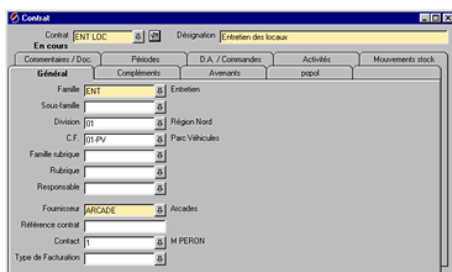 Contrat
Contrat ENT LOC Désignation Entretien des locaux
En cours
Commentaires / Doc. Périodes D.A. / Commandes Activités Mouvements stock
Général Compléments Avenants popol
Famille ENT Entretien
Sous-famille
Division 01 Région Nord
C.F. 01-PV Parc Véhicules
Famille rubrique
Rubrique
Responsable
Fournisseur ARCADE Arcades
Référence contrat
Contact 1 M PERON
Type de Facturation